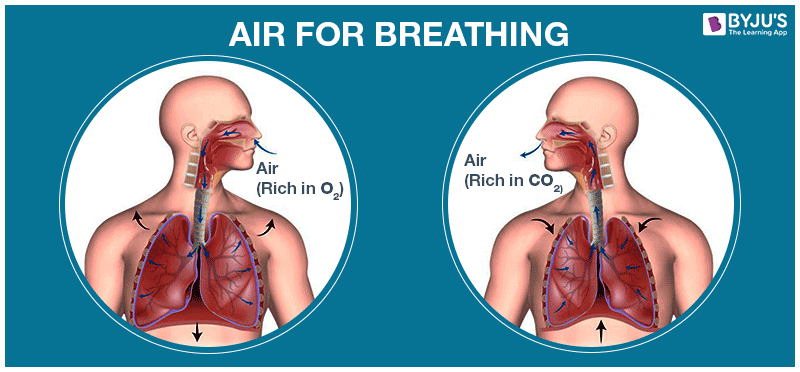 AIR FOR BREATHING
BYJU'S
The Learning App
Air
(Rich in O₂)
Air
(Rich in CO₂)